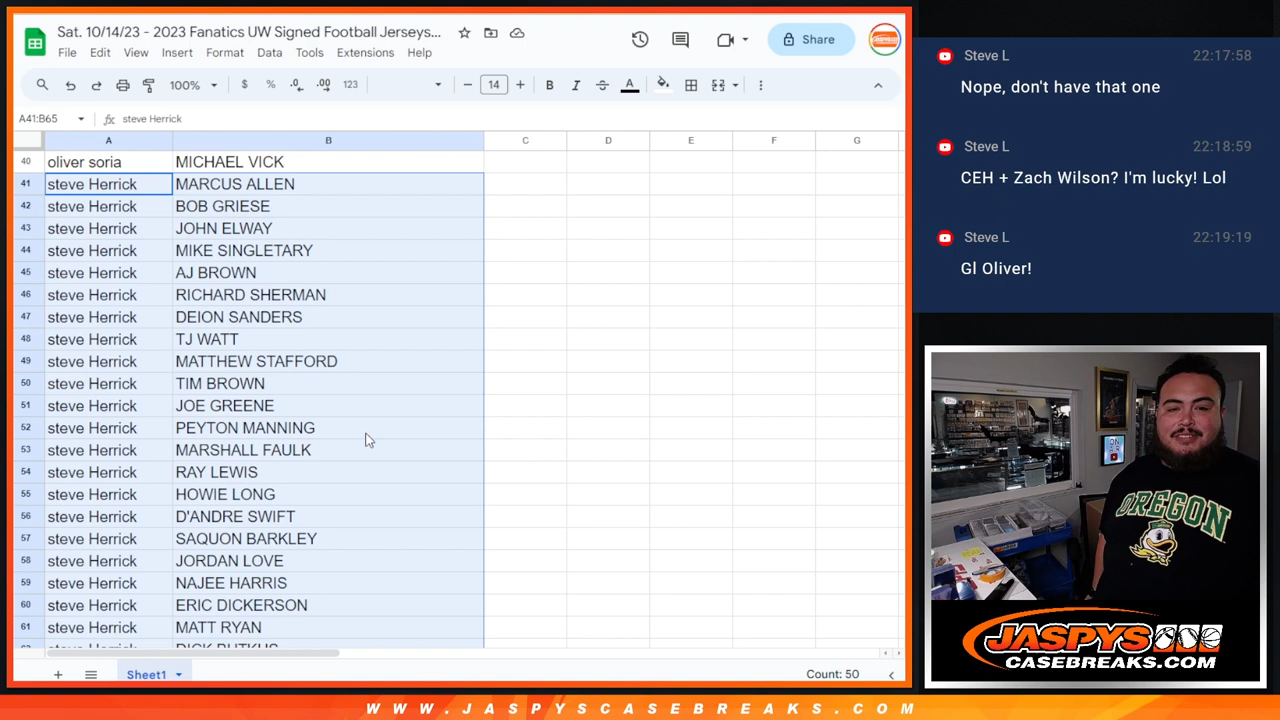 Sat. 10/14/23 - 2023 Fanatics UW Signed Football Jerseys...
File Edit View Insert Format Data Tools Extensions Help
Share
100% $ % .0 .00 123 14 B I A
A41:B65 fx steve Herrick
A B C D E F G
40 oliver soria MICHAEL VICK
41 steve Herrick MARCUS ALLEN
42 steve Herrick BOB GRIESE
43 steve Herrick JOHN ELWAY
44 steve Herrick MIKE SINGLETARY
45 steve Herrick AJ BROWN
46 steve Herrick RICHARD SHERMAN
47 steve Herrick DEION SANDERS
48 steve Herrick TJ WATT
49 steve Herrick MATTHEW STAFFORD
50 steve Herrick TIM BROWN
51 steve Herrick JOE GREENE
52 steve Herrick PEYTON MANNING
53 steve Herrick MARSHALL FAULK
54 steve Herrick RAY LEWIS
55 steve Herrick HOWIE LONG
56 steve Herrick D'ANDRE SWIFT
57 steve Herrick SAQUON BARKLEY
58 steve Herrick JORDAN LOVE
59 steve Herrick NAJEE HARRIS
60 steve Herrick ERIC DICKERSON
61 steve Herrick MATT RYAN
Sheet1
Count: 50
Steve L 22:17:58
Nope, don't have that one
Steve L 22:18:59
CEH + Zach Wilson? I'm lucky! Lol
Steve L 22:19:19
Gl Oliver!
OREGON
JASPYS
CASEBREAKS.COM
WWW.JASPYSCASEBREAKS.COM